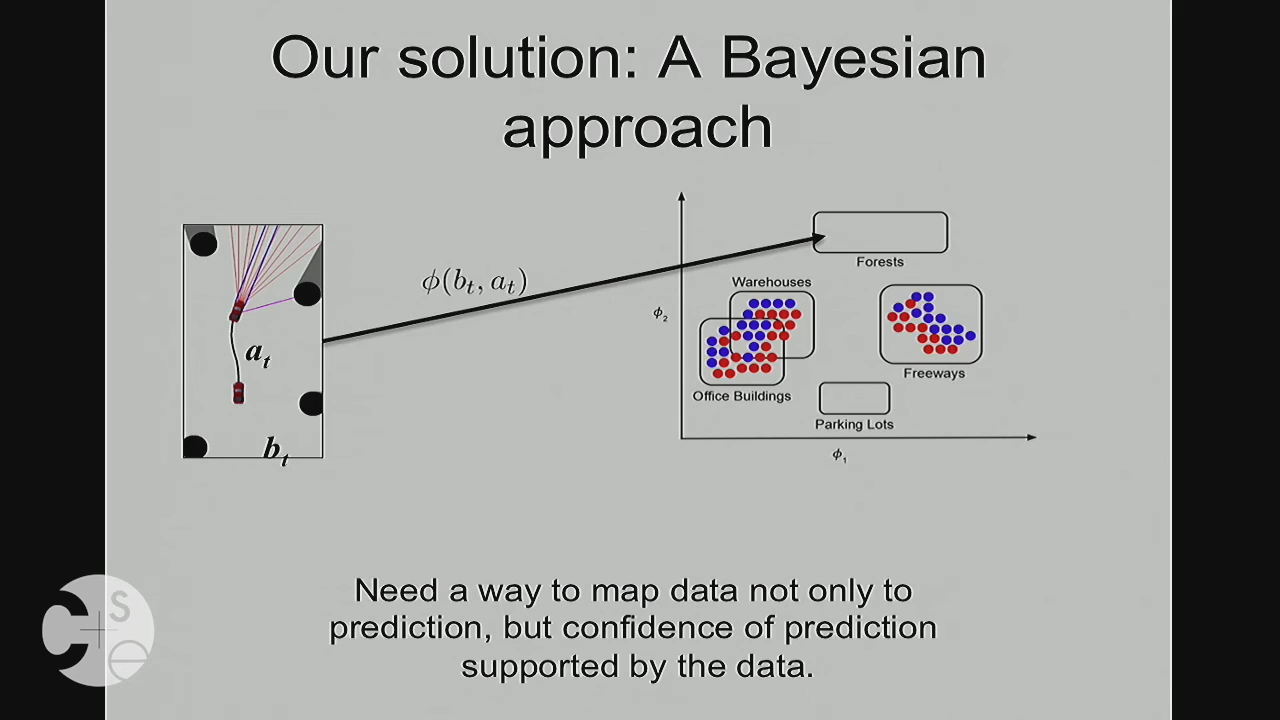 Our solution: A Bayesian
approach
ϕ(b_t, a_t)
a_t
b_t
ϕ_2
Forests
Warehouses
Freeways
Office Buildings
Parking Lots
ϕ_1
Need a way to map data not only to
prediction, but confidence of prediction
supported by the data.
C S e